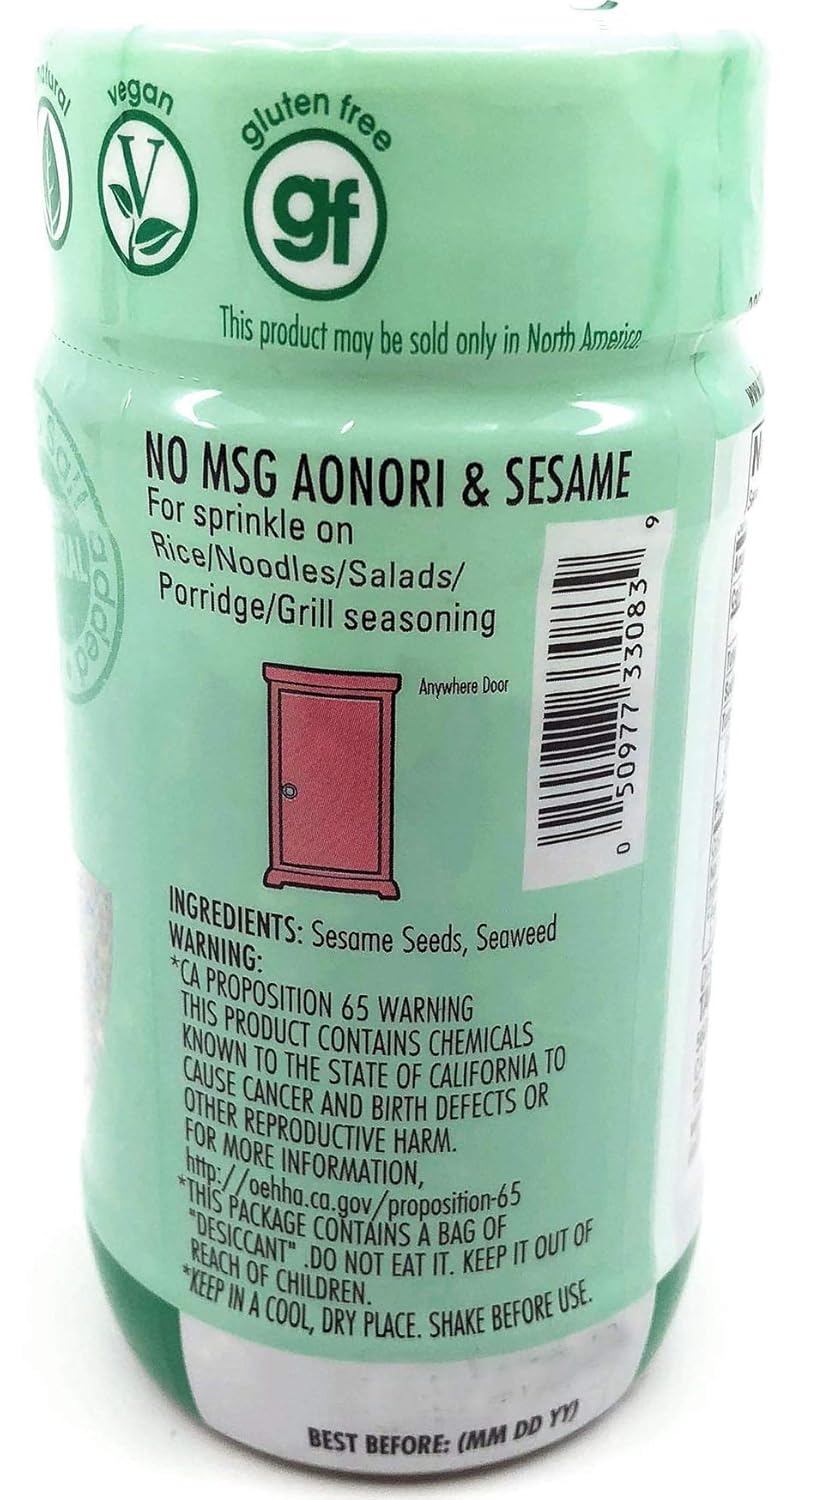 vegan
gluten free
V
gf
This product may be sold only in North America.
salt
added
NO MSG AONORI & SESAME
For sprinkle on
Rice/Noodles/Salads/
Porridge/Grill seasoning
Anywhere Door
0 50977 33083 9
INGREDIENTS: Sesame Seeds, Seaweed
WARNING:
*CA PROPOSITION 65 WARNING
THIS PRODUCT CONTAINS CHEMICALS
KNOWN TO THE STATE OF CALIFORNIA TO
CAUSE CANCER AND BIRTH DEFECTS OR
OTHER REPRODUCTIVE HARM.
FOR MORE INFORMATION,
http://oehha.ca.gov/proposition-65
*THIS PACKAGE CONTAINS A BAG OF
"DESICCANT" .DO NOT EAT IT. KEEP IT OUT OF
REACH OF CHILDREN.
*KEEP IN A COOL, DRY PLACE. SHAKE BEFORE USE.
BEST BEFORE: (MM DD YY)